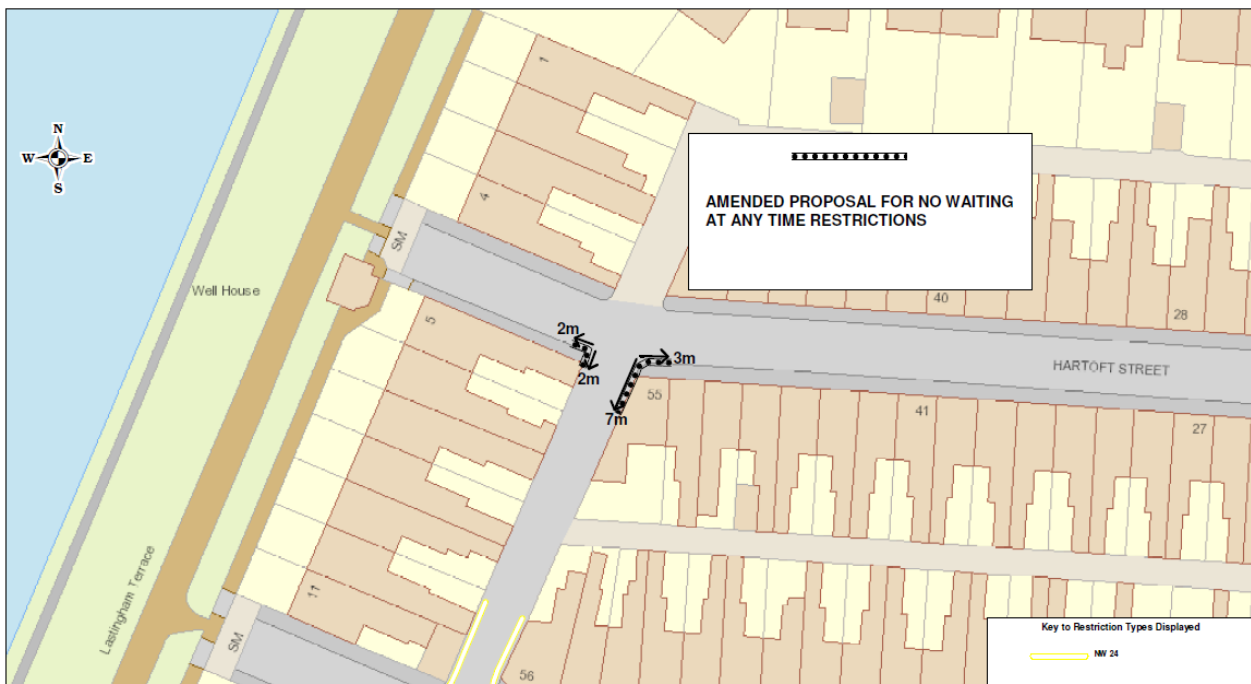 1
N
W E
S
AMENDED PROPOSAL FOR NO WAITING
AT ANY TIME RESTRICTIONS
4
SM
Well House
40
28
5
2m
2m
3m
HARTOFT STREET
7m
55
41
27
Lastingham Terrace
11
SM
56
Key to Restriction Types Displayed
NW 24